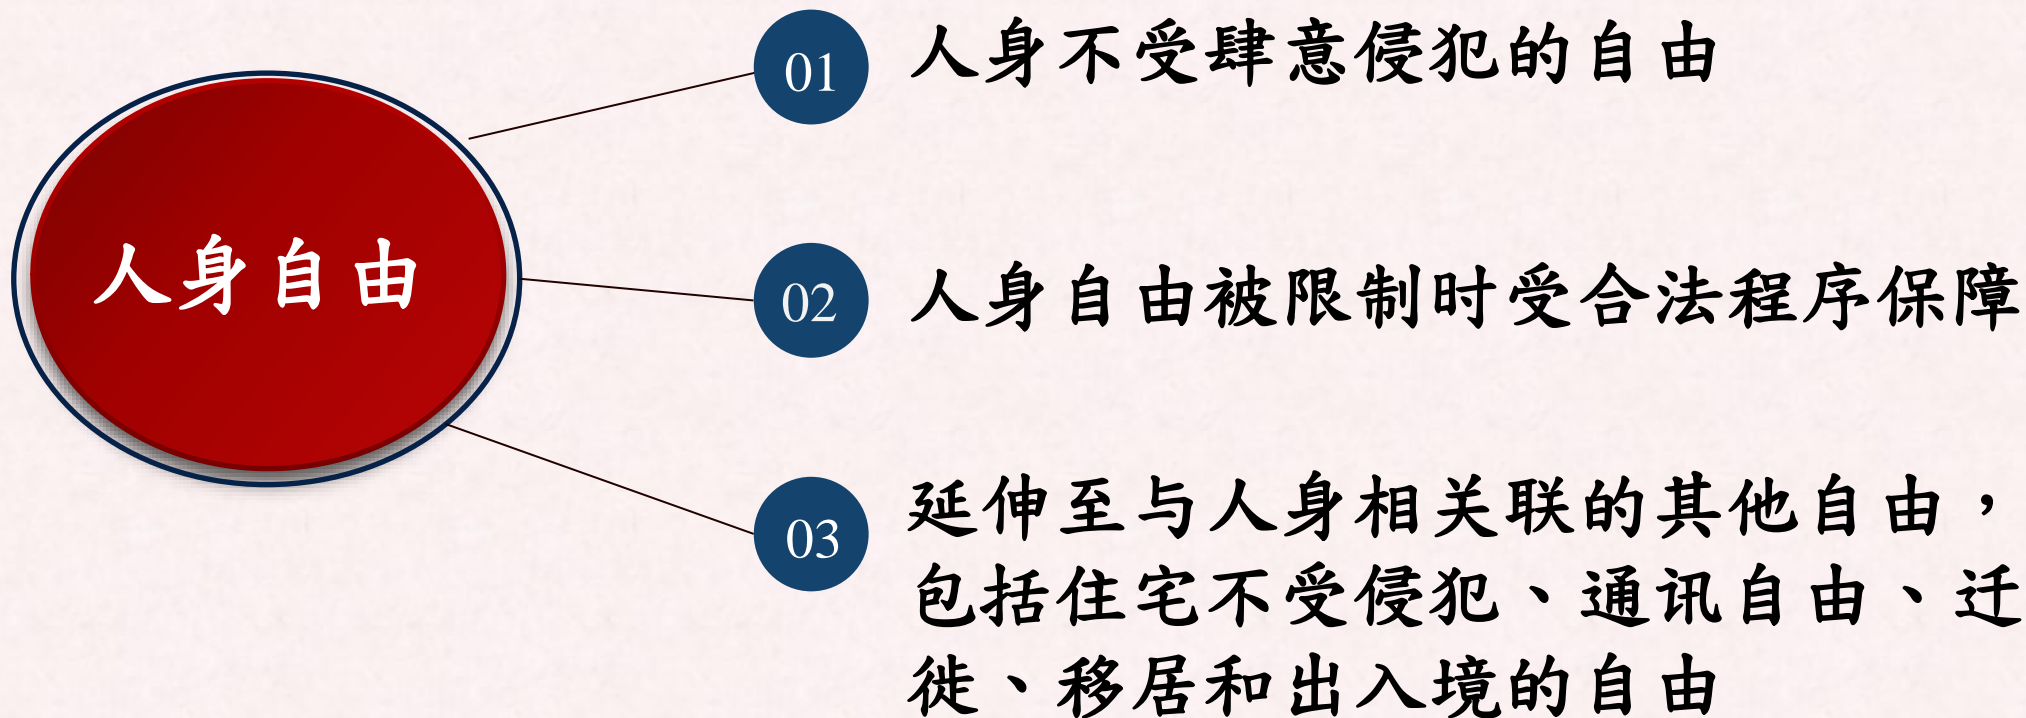 人身自由
01
人身不受肆意侵犯的自由
02
人身自由被限制时受合法程序保障
03
延伸至与人身相关联的其他自由，
包括住宅不受侵犯、通讯自由、迁
徙、移居和出入境的自由